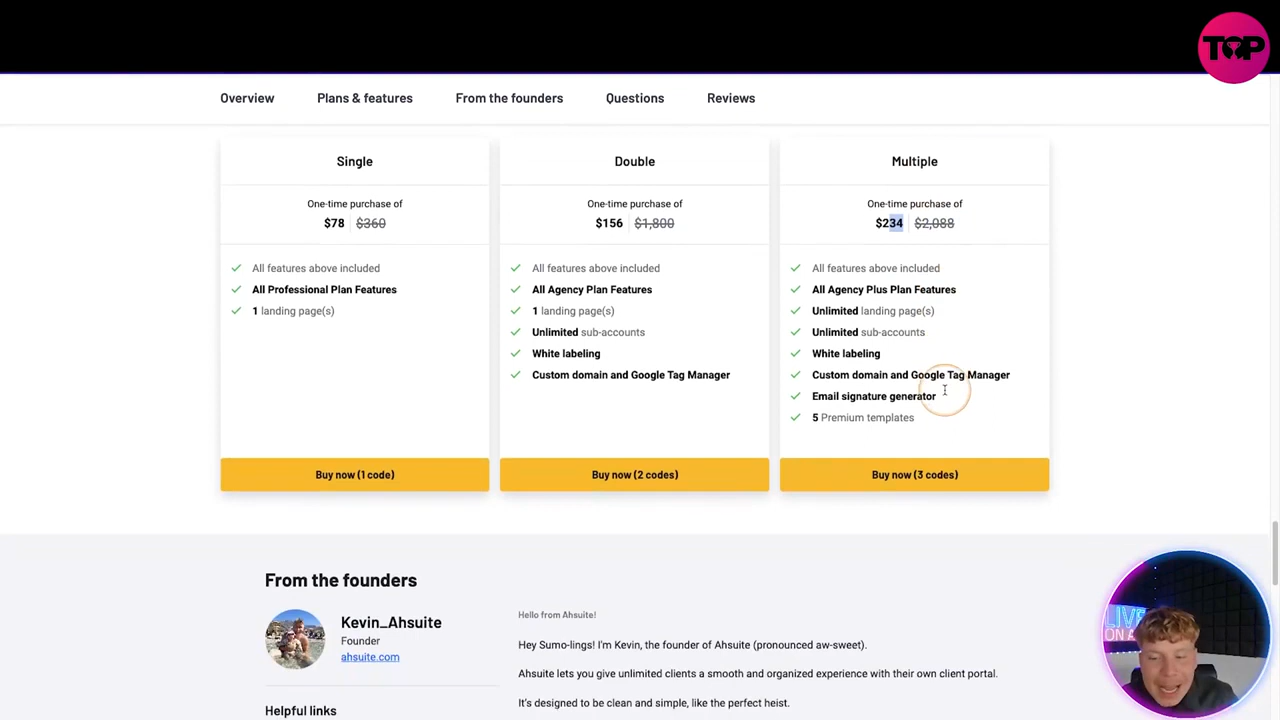 TOP
Overview Plans & features From the founders Questions Reviews
Single
One-time purchase of
$78 $360
All features above included
All Professional Plan Features
1 landing page(s)
Buy now (1 code)
Double
One-time purchase of
$156 $1,800
All features above included
All Agency Plan Features
1 landing page(s)
Unlimited sub-accounts
White labeling
Custom domain and Google Tag Manager
Buy now (2 codes)
Multiple
One-time purchase of
$234 $2,088
All features above included
All Agency Plus Plan Features
Unlimited landing page(s)
Unlimited sub-accounts
White labeling
Custom domain and Google Tag Manager
Email signature generator
5 Premium templates
Buy now (3 codes)
From the founders
Kevin_Ahsuite
Founder
ahsuite.com
Helpful links
Hello from Ahsuite!
Hey Sumo-lings! I'm Kevin, the founder of Ahsuite (pronounced aw-sweet).
Ahsuite lets you give unlimited clients a smooth and organized experience with their own client portal.
It's designed to be clean and simple, like the perfect heist.
LIVE
ON A